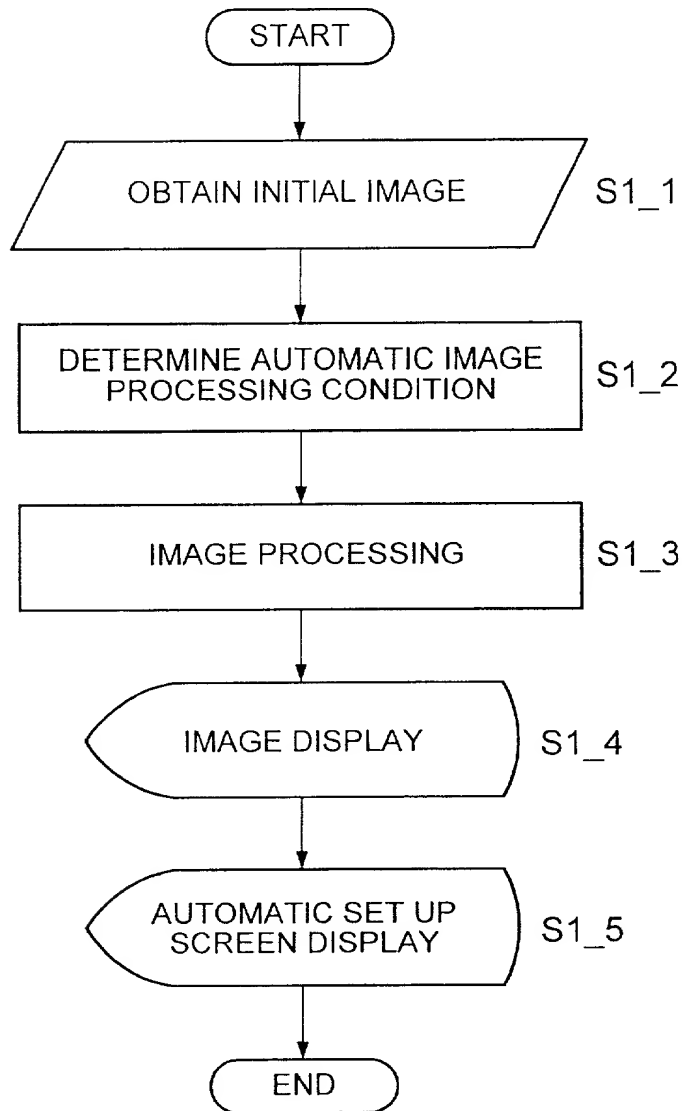 START
OBTAIN INITIAL IMAGE
S1_1
DETERMINE AUTOMATIC IMAGE
PROCESSING CONDITION
S1_2
IMAGE PROCESSING
S1_3
IMAGE DISPLAY
S1_4
AUTOMATIC SET UP
SCREEN DISPLAY
S1_5
END